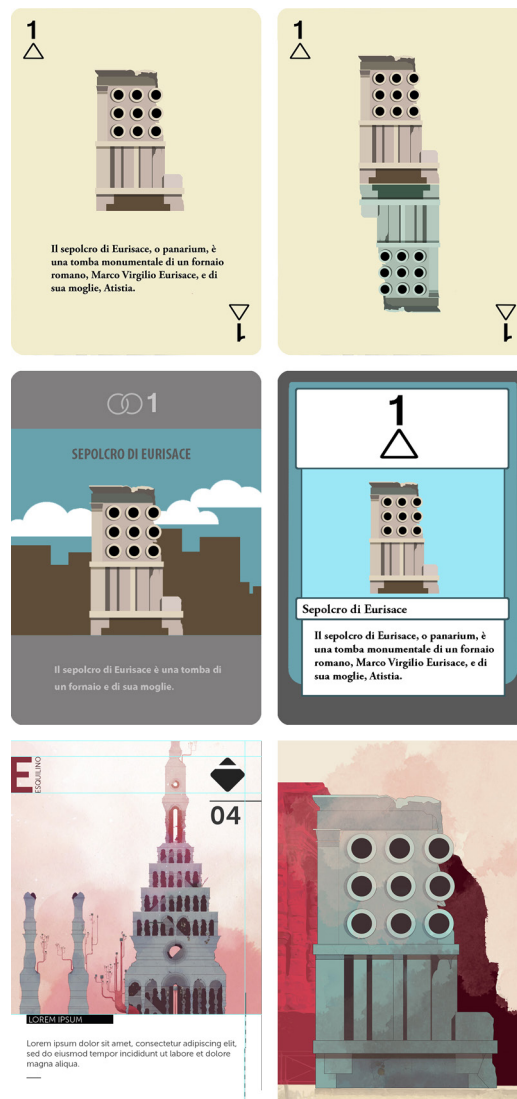 1
Il sepolcro di Eurisace, o panarium, è
una tomba monumentale di un fornaio
romano, Marco Virgilio Eurisace, e di
sua moglie, Atistia.
1
1
1
1
SEPOLCRO DI EURISACE
Il sepolcro di Eurisace è una tomba di
un fornaio e di sua moglie.
1
Sepolcro di Eurisace
Il sepolcro di Eurisace, o panarium, è
una tomba monumentale di un fornaio
romano, Marco Virgilio Eurisace, e di
sua moglie, Atistia.
E
ESQUILINO
04
LOREM IPSUM
Lorem ipsum dolor sit amet, consectetur adipiscing elit,
sed do eiusmod tempor incididunt ut labore et dolore
magna aliqua.